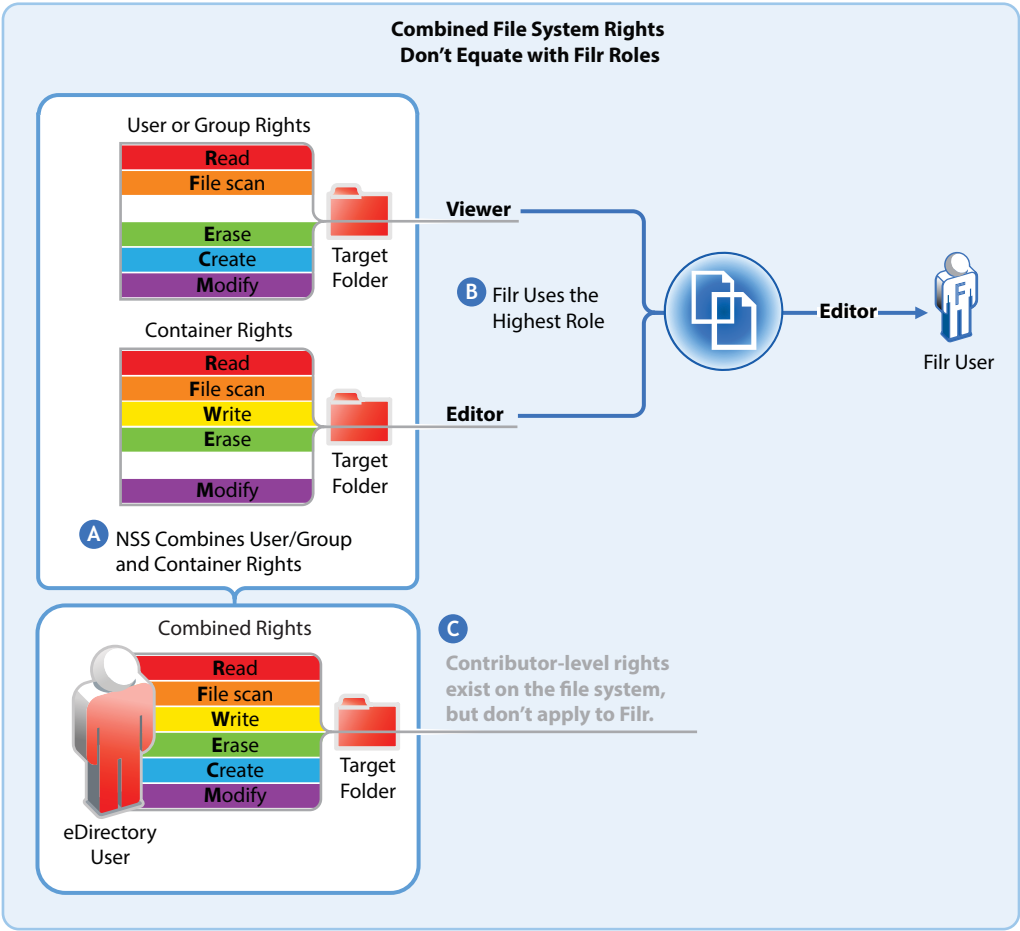 Combined File System Rights
Don't Equate with Filr Roles
User or Group Rights
Read
File scan
Erase
Create
Modify
Target
Folder
Viewer
Container Rights
Read
File scan
Write
Erase
Modify
Target
Folder
Editor
B Filr Uses the
Highest Role
Editor
F
Filr User
A NSS Combines User/Group
and Container Rights
Combined Rights
Read
File scan
Write
Erase
Create
Modify
Target
Folder
eDirectory
User
C
Contributor-level rights
exist on the file system,
but don't apply to Filr.